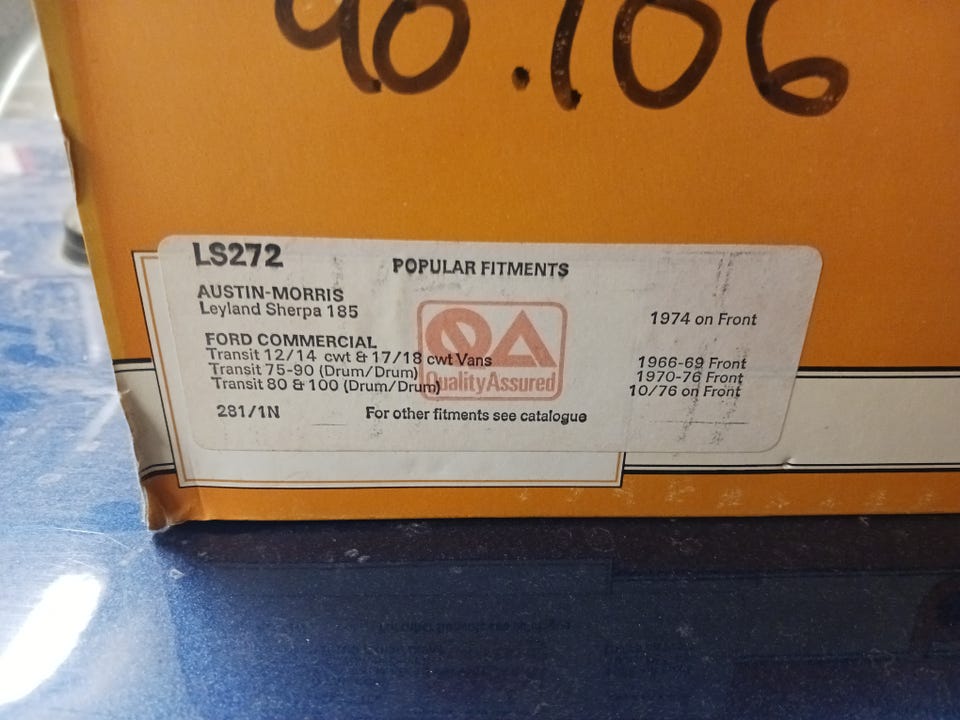 90.106
LS272
POPULAR FITMENTS
AUSTIN-MORRIS
Leyland Sherpa 185 1974 on Front
FORD COMMERCIAL
Transit 12/14 cwt & 17/18 cwt Vans 1966-69 Front
Transit 75-90 (Drum/Drum) 1970-76 Front
Transit 80 & 100 (Drum/Drum) 10/76 on Front
QA
Quality Assured
281/1N For other fitments see catalogue